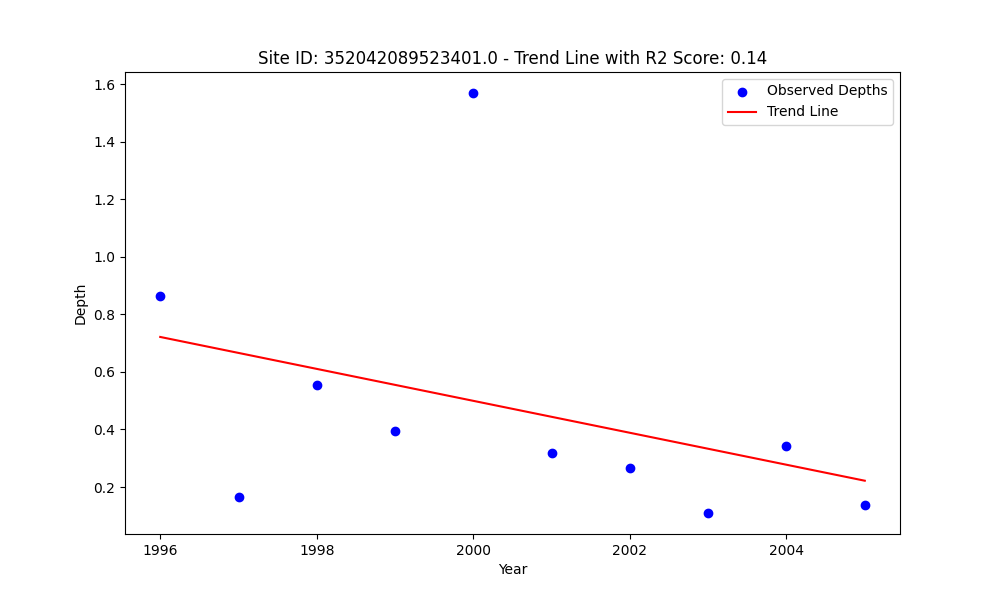 Site ID: 352042089523401.0 - Trend Line with R2 Score: 0.14
Observed Depths
Trend Line
1.6
1.4
1.2
1.0
0.8
0.6
0.4
0.2
Depth
1996
1998
2000
2002
2004
Year